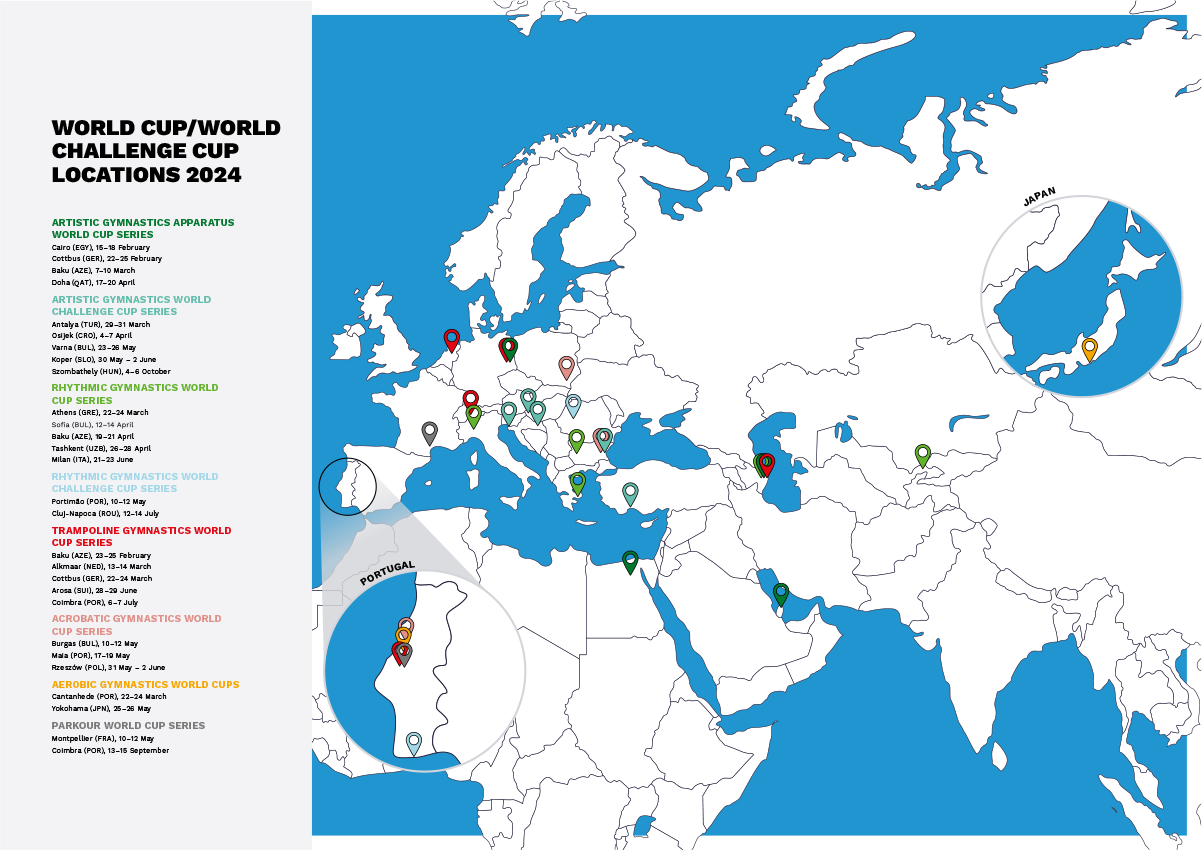 WORLD CUP/WORLD
CHALLENGE CUP
LOCATIONS 2024
ARTISTIC GYMNASTICS APPARATUS
WORLD CUP SERIES
Cairo (EGY), 15–18 February
Cottbus (GER), 22–25 February
Baku (AZE), 7–10 March
Doha (QAT), 17–20 April
ARTISTIC GYMNASTICS WORLD
CHALLENGE CUP SERIES
Antalya (TUR), 29–31 March
Osijek (CRO), 4–7 April
Varna (BUL), 23–26 May
Koper (SLO), 30 May – 2 June
Szombathely (HUN), 4–6 October
RHYTHMIC GYMNASTICS WORLD
CUP SERIES
Athens (GRE), 22–24 March
Sofia (BUL), 12–14 April
Baku (AZE), 19–21 April
Tashkent (UZB), 26–28 April
Milan (ITA), 21–23 June
RHYTHMIC GYMNASTICS WORLD
CHALLENGE CUP SERIES
Portimão (POR), 10–12 May
Cluj-Napoca (ROU), 12–14 July
TRAMPOLINE GYMNASTICS WORLD
CUP SERIES
Baku (AZE), 23–25 February
Alkmaar (NED), 13–14 March
Cottbus (GER), 22–24 March
Arosa (SUI), 28–29 June
Coimbra (POR), 6–7 July
ACROBATIC GYMNASTICS WORLD
CUP SERIES
Burgas (BUL), 10–12 May
Maia (POR), 17–19 May
Rzeszów (POL), 31 May – 2 June
AEROBIC GYMNASTICS WORLD CUPS
Cantanhede (POR), 22–24 March
Yokohama (JPN), 25–26 May
PARKOUR WORLD CUP SERIES
Montpellier (FRA), 10–12 May
Coimbra (POR), 13–15 September
JAPAN
PORTUGAL